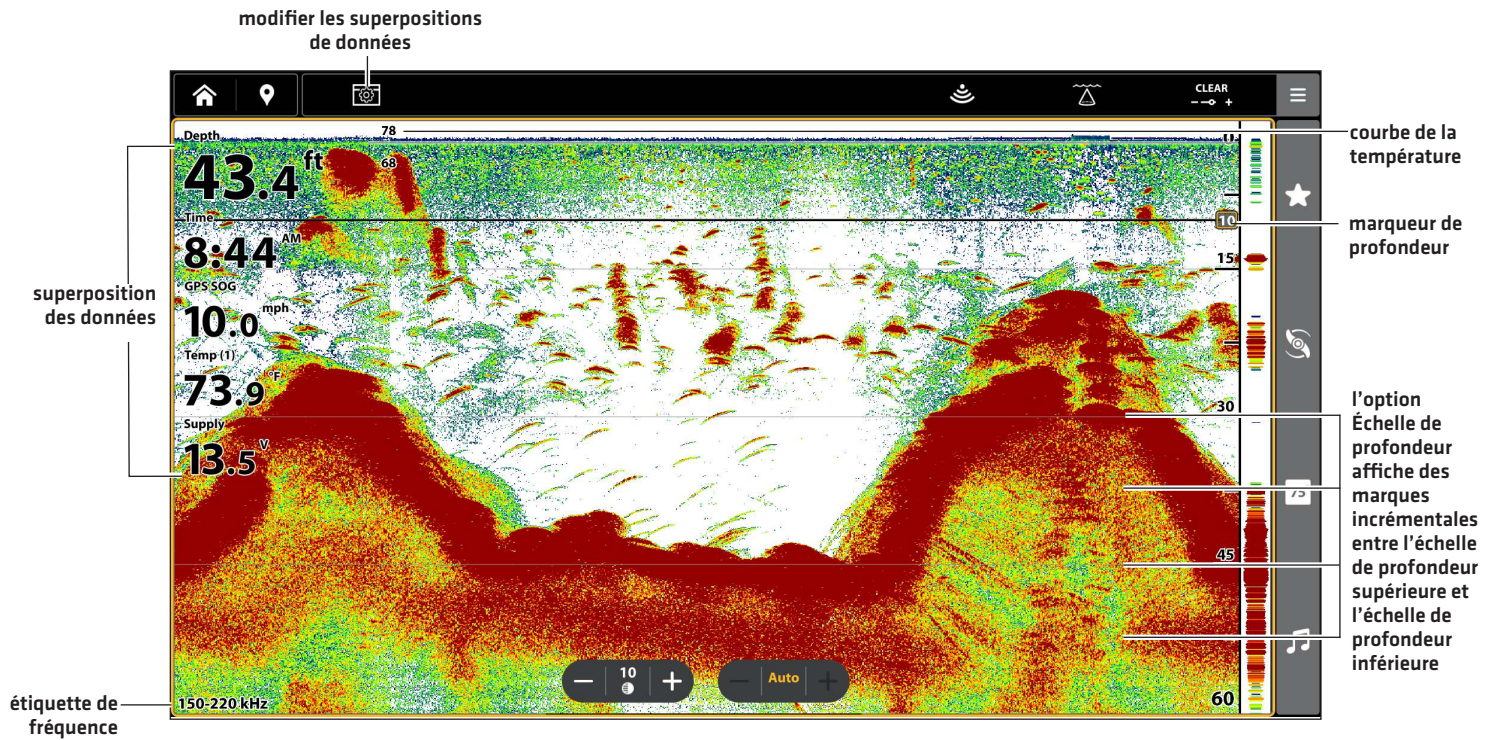 modifier les superpositions
de données
CLEAR
- +
Depth
78
0
courbe de la
température
43.4 ft
68
superposition
des données
Time
10
marqueur de
profondeur
8:44 AM
15
GPS SOG
10.0 mph
Temp (1)
73.9 °F
30
Supply
13.5 V
l'option
Échelle de
profondeur
affiche des
marques
incrémentales
entre l'échelle
de profondeur
supérieure et
l'échelle de
profondeur
inférieure
75
45
10
Auto
étiquette de
fréquence
150-220 kHz
60